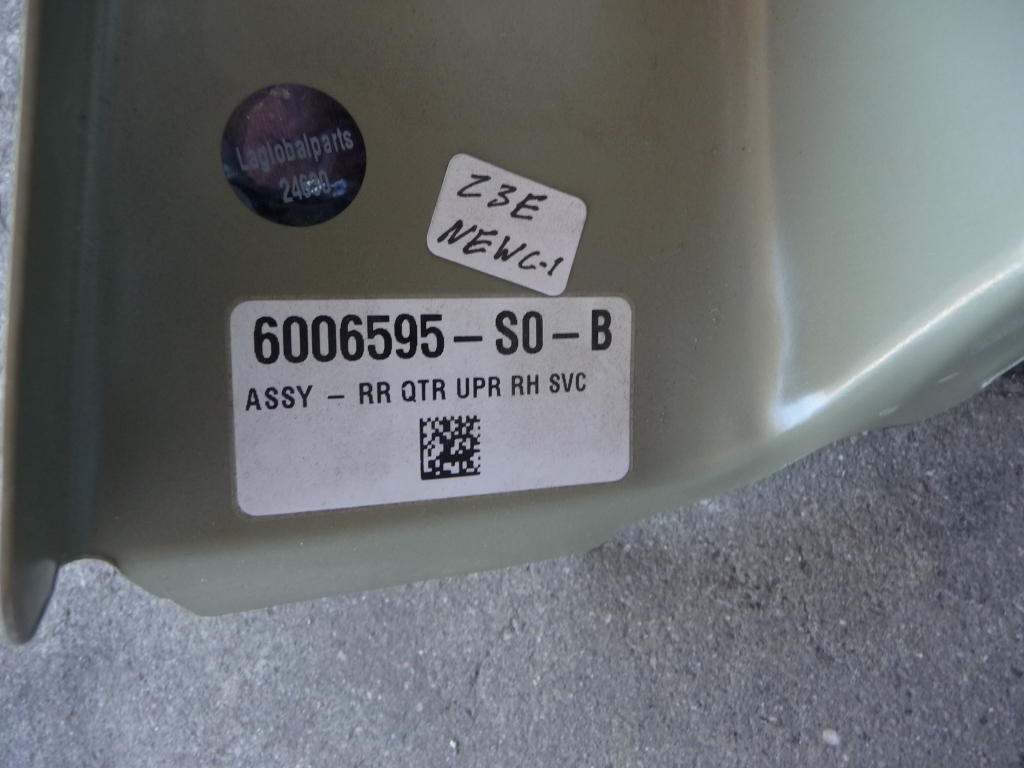 Laglobalparts
Z3E
NEWC-1
6006595-S0-B
ASSY - RR QTR UPR RH SVC